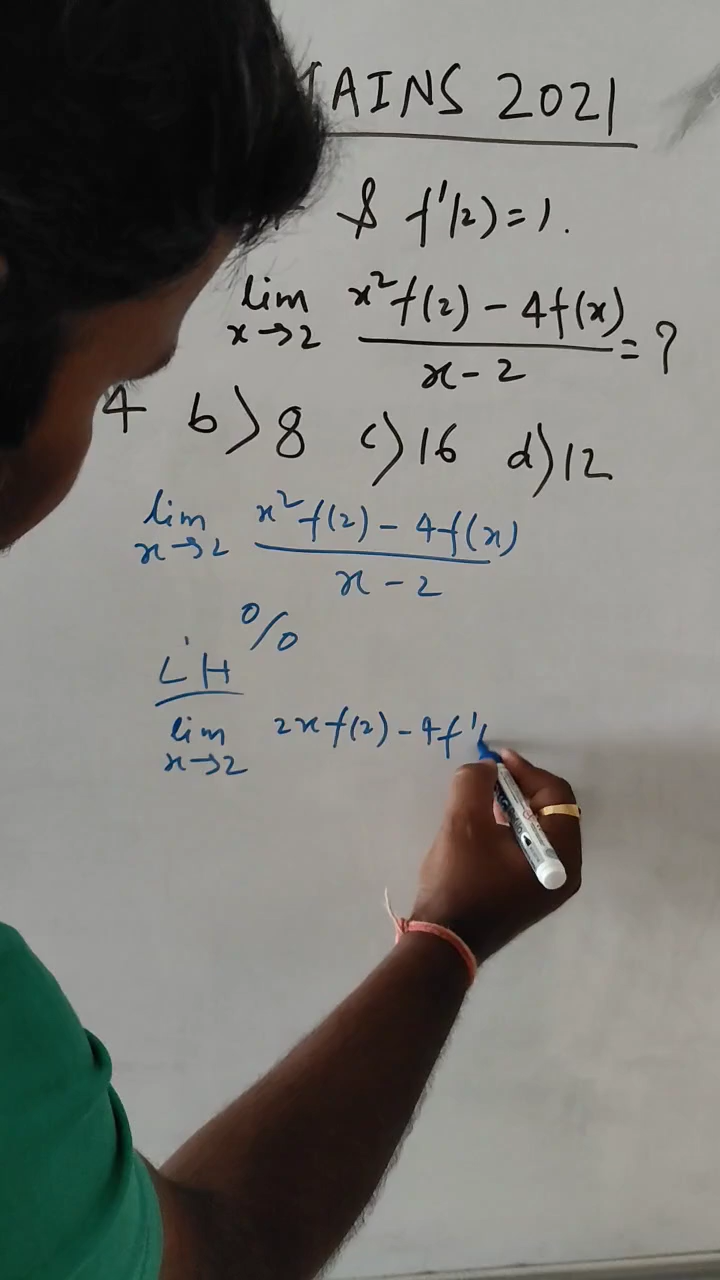 AINS 2021
& f'(2)=1.
lim x→2 x²f(2) - 4f(x) / x-2 = ?
4 b) 8 c) 16 d) 12
lim x→2 x²f(2) - 4f(x) / x-2
0/0
L'H
lim x→2 2xf(2) - 4f'(